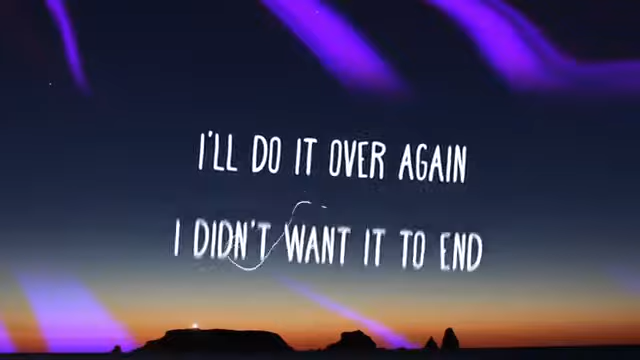 I'LL DO IT OVER AGAIN
I DIDN'T WANT IT TO END